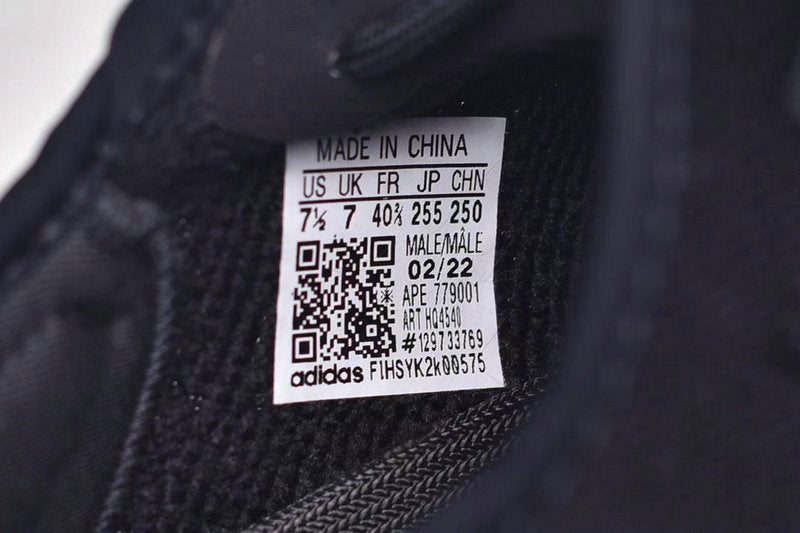 MADE IN CHINA
US UK FR JP CHN
7½ 7 40⅔ 255 250
MALE/MÂLE
02/22
APE 779001
ART HQ4540
#129733769
adidas F1HSYK2k00575